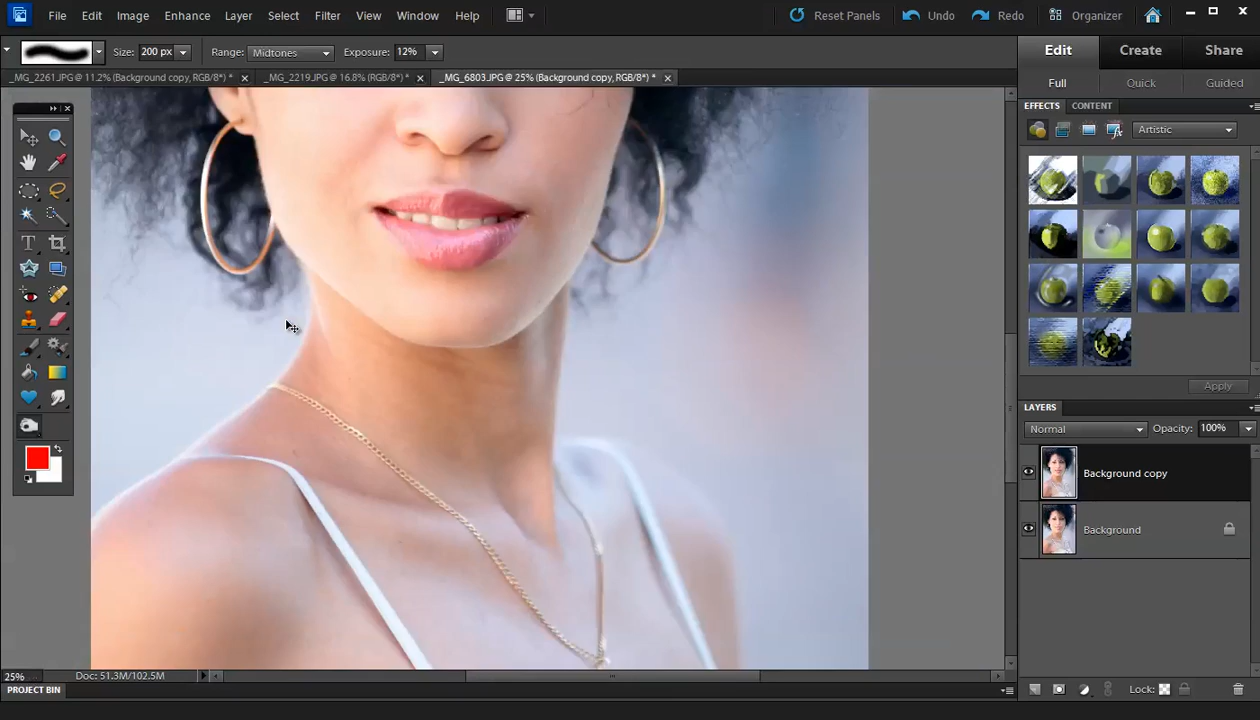 File Edit Image Enhance Layer Select Filter View Window Help Reset Panels Undo Redo Organizer
Size: 200 px Range: Midtones Exposure: 12%
Edit Create Share
_MG_2261.JPG @ 11.2% (Background copy, RGB/8*) * _MG_2219.JPG @ 16.8% (RGB/8*) * _MG_6803.JPG @ 25% (Background copy, RGB/8*) *
Full Quick Guided
EFFECTS CONTENT
Artistic
T
Apply
LAYERS
Normal Opacity: 100%
Background copy
Background
25% Doc: 51.3M/102.5M
Lock:
PROJECT BIN